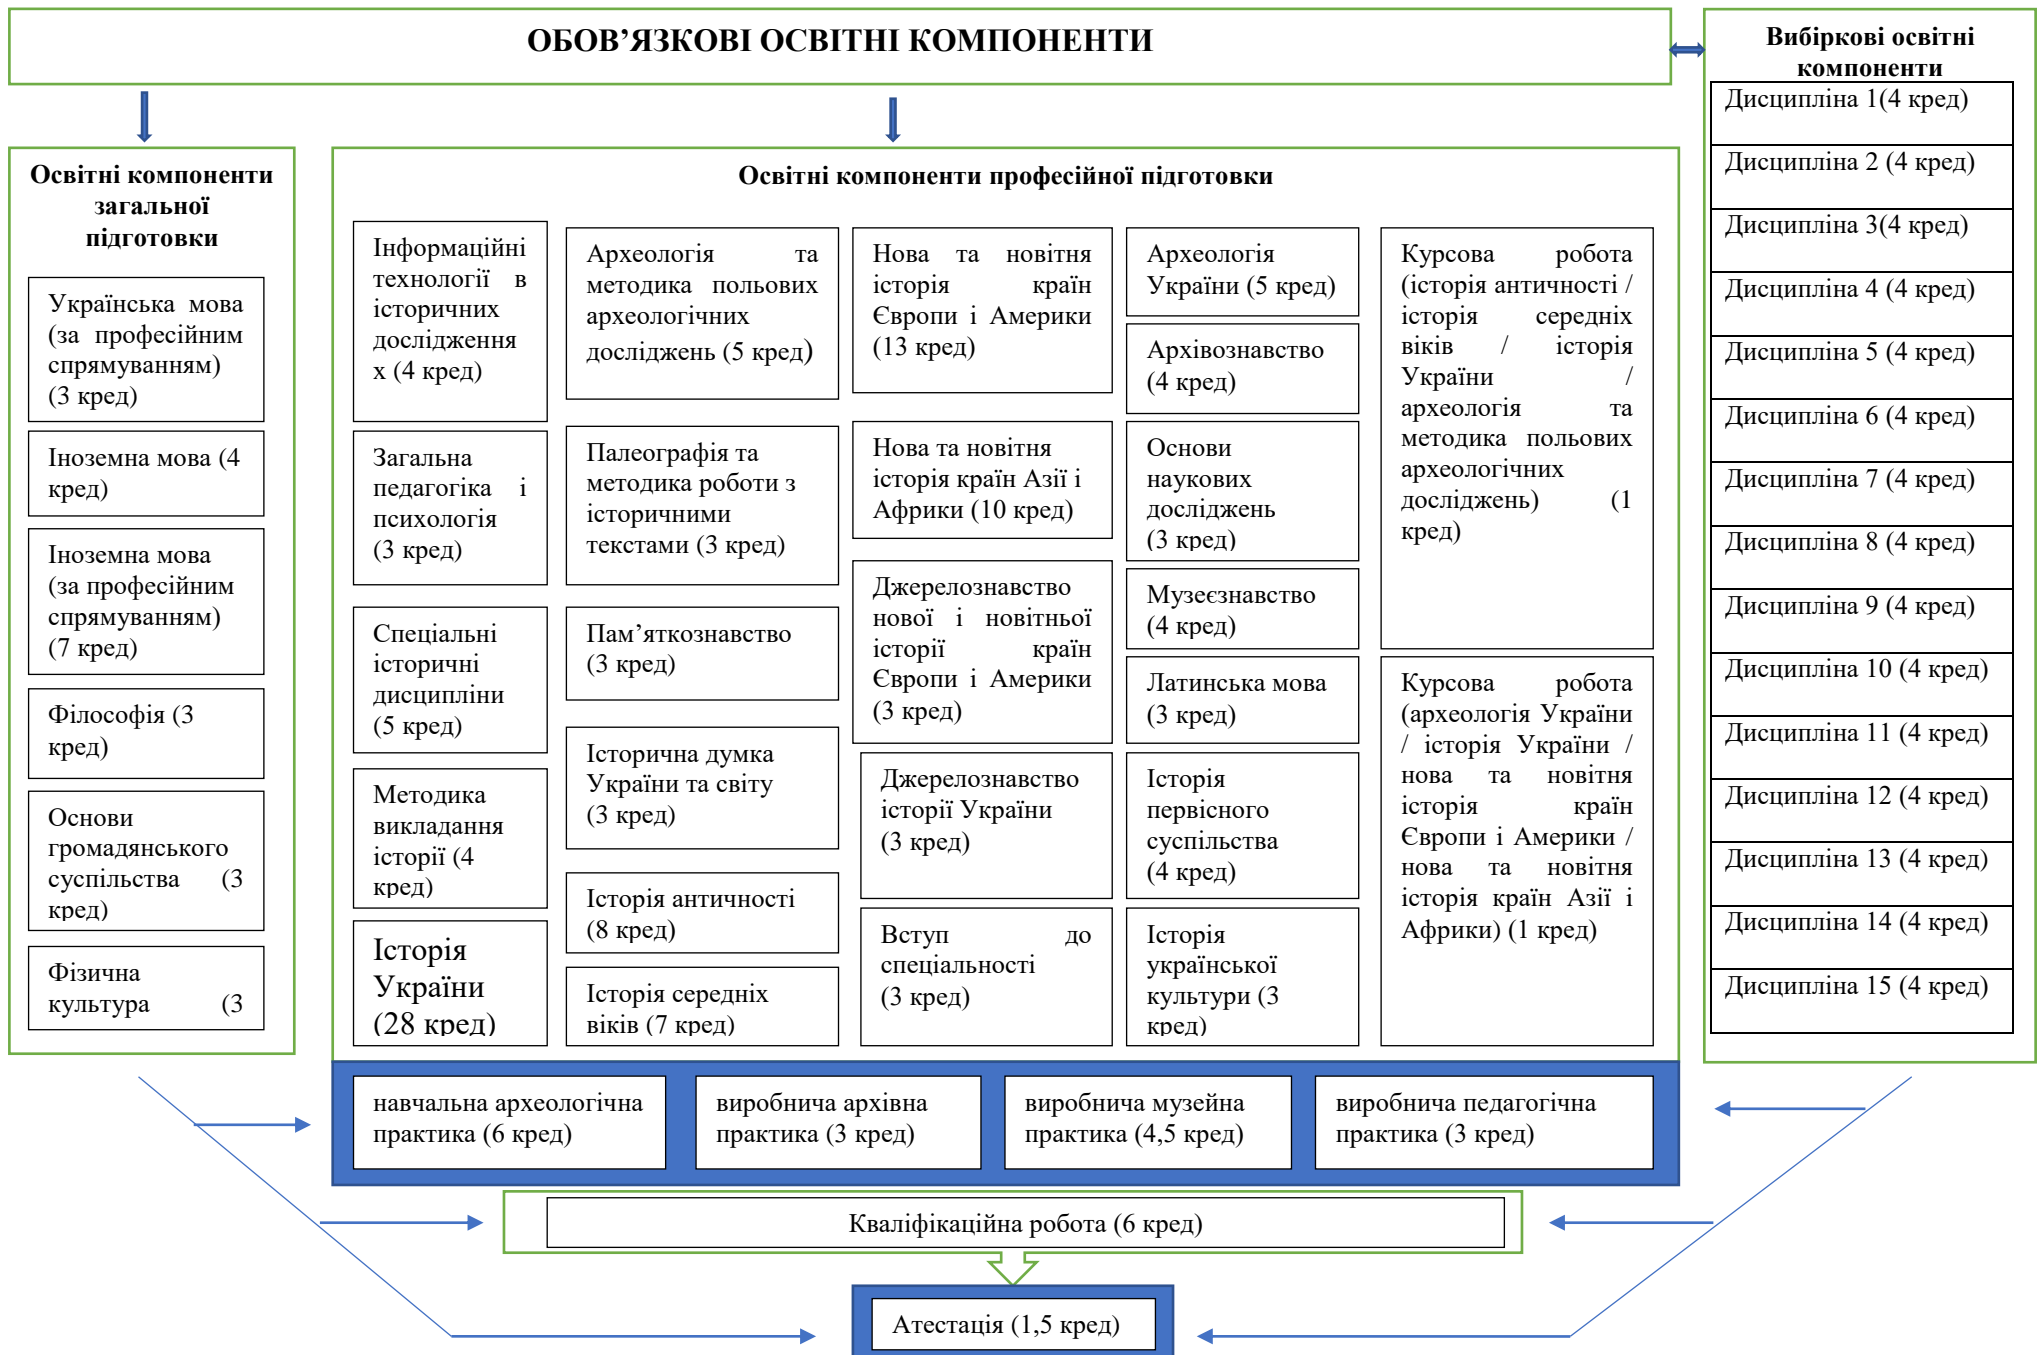 ОБОВ’ЯЗКОВІ ОСВІТНІ КОМПОНЕНТИ
Вибіркові освітні
компоненти
Дисципліна 1(4 кред)
Дисципліна 2 (4 кред)
Дисципліна 3(4 кред)
Дисципліна 4 (4 кред)
Дисципліна 5 (4 кред)
Дисципліна 6 (4 кред)
Дисципліна 7 (4 кред)
Дисципліна 8 (4 кред)
Дисципліна 9 (4 кред)
Дисципліна 10 (4 кред)
Дисципліна 11 (4 кред)
Дисципліна 12 (4 кред)
Дисципліна 13 (4 кред)
Дисципліна 14 (4 кред)
Дисципліна 15 (4 кред)
Освітні компоненти
загальної
підготовки
Українська мова
(за професійним
спрямуванням)
(3 кред)
Іноземна мова (4
кред)
Іноземна мова
(за професійним
спрямуванням)
(7 кред)
Філософія (3
кред)
Основи
громадянського
суспільства (3
кред)
Фізична
культура (3
Освітні компоненти професійної підготовки
Інформаційні
технології в
історичних
дослідження
х (4 кред)
Загальна
педагогіка і
психологія
(3 кред)
Спеціальні
історичні
дисципліни
(5 кред)
Методика
викладання
історії (4
кред)
Історія
України
(28 кред)
Археологія та
методика польових
археологічних
досліджень (5 кред)
Палеографія та
методика роботи з
історичними
текстами (3 кред)
Пам’яткознавство
(3 кред)
Історична думка
України та світу
(3 кред)
Історія античності
(8 кред)
Історія середніх
віків (7 кред)
Нова та новітня
історія країн
Європи і Америки
(13 кред)
Нова та новітня
історія країн Азії і
Африки (10 кред)
Джерелознавство
нової і новітньої
історії країн
Європи і Америки
(3 кред)
Джерелознавство
історії України
(3 кред)
Вступ до
спеціальності
(3 кред)
Археологія
України (5 кред)
Архівознавство
(4 кред)
Основи
наукових
досліджень
(3 кред)
Музеєзнавство
(4 кред)
Латинська мова
(3 кред)
Історія
первісного
суспільства
(4 кред)
Історія
української
культури (3
кред)
Курсова робота
(історія античності /
історія середніх
віків / історія
України /
археологія та
методика польових
археологічних
досліджень) (1
кред)
Курсова робота
(археологія України
/ історія України /
нова та новітня
історія країн
Європи і Америки /
нова та новітня
історія країн Азії і
Африки) (1 кред)
навчальна археологічна
практика (6 кред)
виробнича архівна
практика (3 кред)
виробнича музейна
практика (4,5 кред)
виробнича педагогічна
практика (3 кред)
Кваліфікаційна робота (6 кред)
Атестація (1,5 кред)